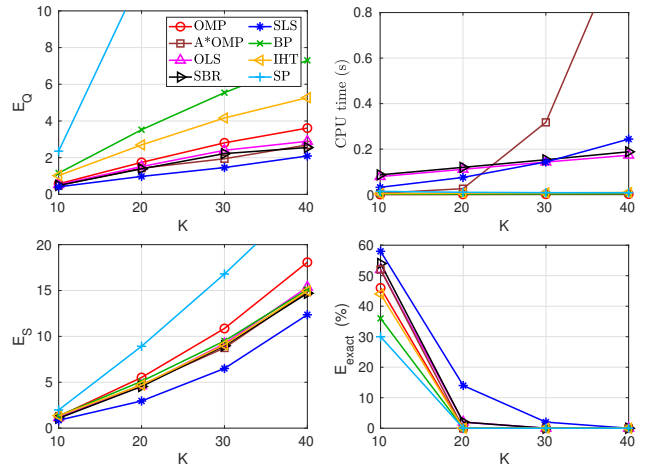 10
8
6
4
2
0
E_Q
10 20 30 40
K
OMP
A*OMP
OLS
SBR
SLS
BP
IHT
SP
0.8
0.6
0.4
0.2
0
CPU time (s)
10 20 30 40
K
20
15
10
5
0
E_S
10 20 30 40
K
60
50
40
30
20
10
0
E_exact (%)
10 20 30 40
K